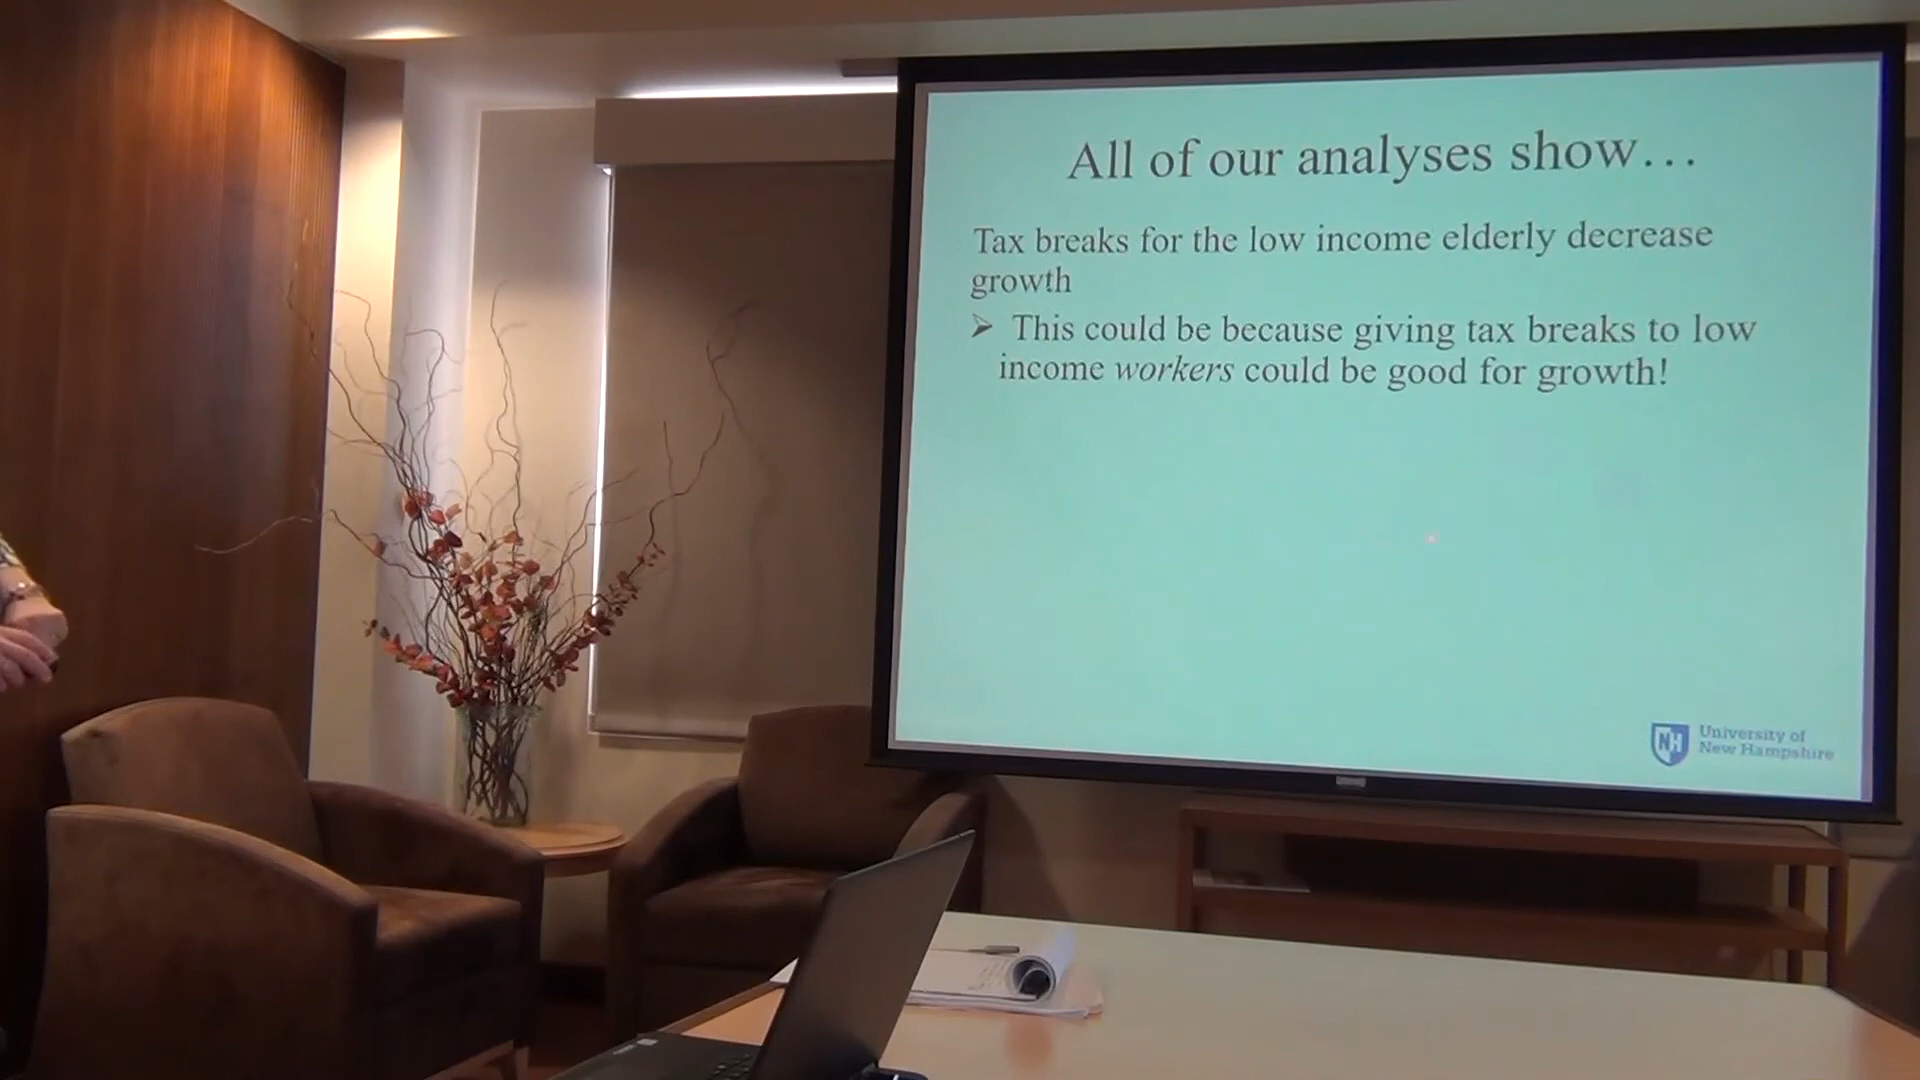 All of our analyses show…
Tax breaks for the low income elderly decrease
growth
➢ This could be because giving tax breaks to low
income workers could be good for growth!
NH
University of
New Hampshire